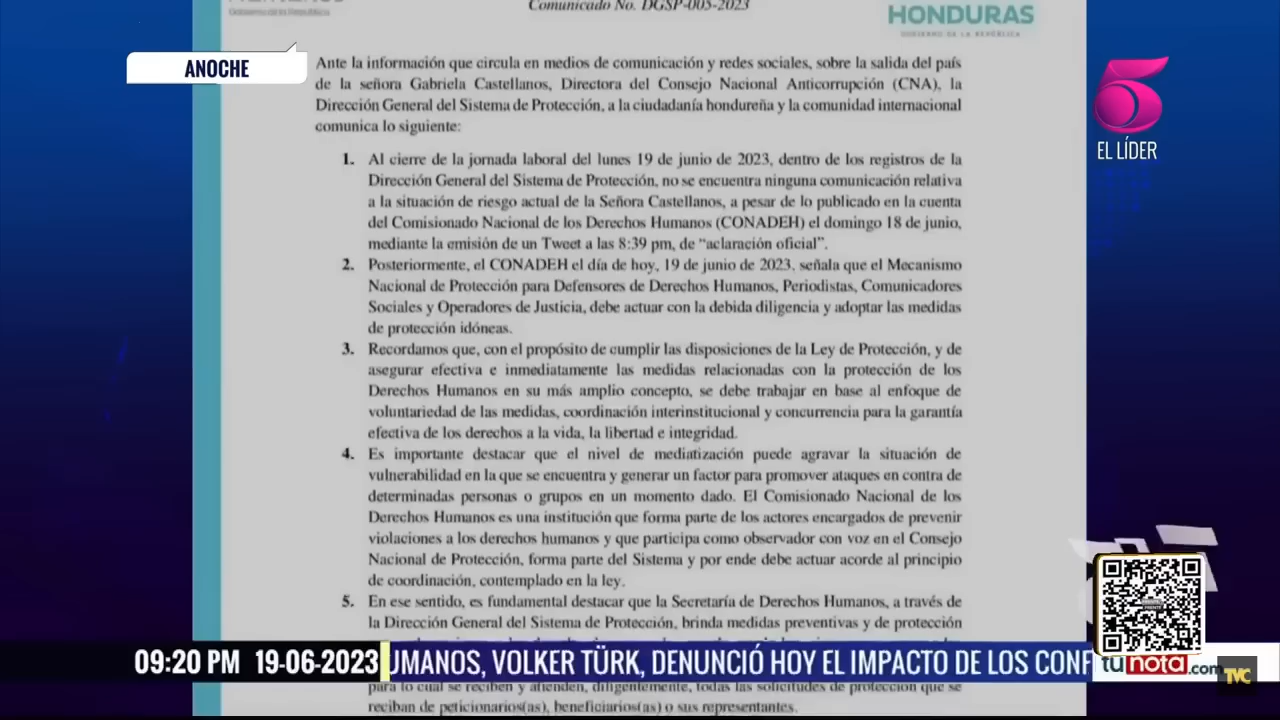 Gobierno de la República
Comunicado No. DGSP-005-2023
HONDURAS
GOBIERNO DE LA REPÚBLICA
ANOCHE
5
EL LÍDER
Ante la información que circula en medios de comunicación y redes sociales, sobre la salida del país
de la señora Gabriela Castellanos, Directora del Consejo Nacional Anticorrupción (CNA), la
Dirección General del Sistema de Protección, a la ciudadanía hondureña y la comunidad internacional
comunica lo siguiente:
1. Al cierre de la jornada laboral del lunes 19 de junio de 2023, dentro de los registros de la
Dirección General del Sistema de Protección, no se encuentra ninguna comunicación relativa
a la situación de riesgo actual de la Señora Castellanos, a pesar de lo publicado en la cuenta
del Comisionado Nacional de los Derechos Humanos (CONADEH) el domingo 18 de junio,
mediante la emisión de un Tweet a las 8:39 pm, de “aclaración oficial”.
2. Posteriormente, el CONADEH el día de hoy, 19 de junio de 2023, señala que el Mecanismo
Nacional de Protección para Defensores de Derechos Humanos, Periodistas, Comunicadores
Sociales y Operadores de Justicia, debe actuar con la debida diligencia y adoptar las medidas
de protección idóneas.
3. Recordamos que, con el propósito de cumplir las disposiciones de la Ley de Protección, y de
asegurar efectiva e inmediatamente las medidas relacionadas con la protección de los
Derechos Humanos en su más amplio concepto, se debe trabajar en base al enfoque de
voluntariedad de las medidas, coordinación interinstitucional y concurrencia para la garantía
efectiva de los derechos a la vida, la libertad e integridad.
4. Es importante destacar que el nivel de mediatización puede agravar la situación de
vulnerabilidad en la que se encuentra y generar un factor para promover ataques en contra de
determinadas personas o grupos en un momento dado. El Comisionado Nacional de los
Derechos Humanos es una institución que forma parte de los actores encargados de prevenir
violaciones a los derechos humanos y que participa como observador con voz en el Consejo
Nacional de Protección, forma parte del Sistema y por ende debe actuar acorde al principio
de coordinación, contemplado en la ley.
5. En ese sentido, es fundamental destacar que la Secretaría de Derechos Humanos, a través de
la Dirección General del Sistema de Protección, brinda medidas preventivas y de protección
09:20 PM 19-06-2023 UMANOS, VOLKER TÜRK, DENUNCIÓ HOY EL IMPACTO DE LOS CONF
tunota.com
TVC
para lo cual se reciben y atienden, diligentemente, todas las solicitudes de protección que se
reciban de peticionarios(as), beneficiarios(as) o sus representantes.